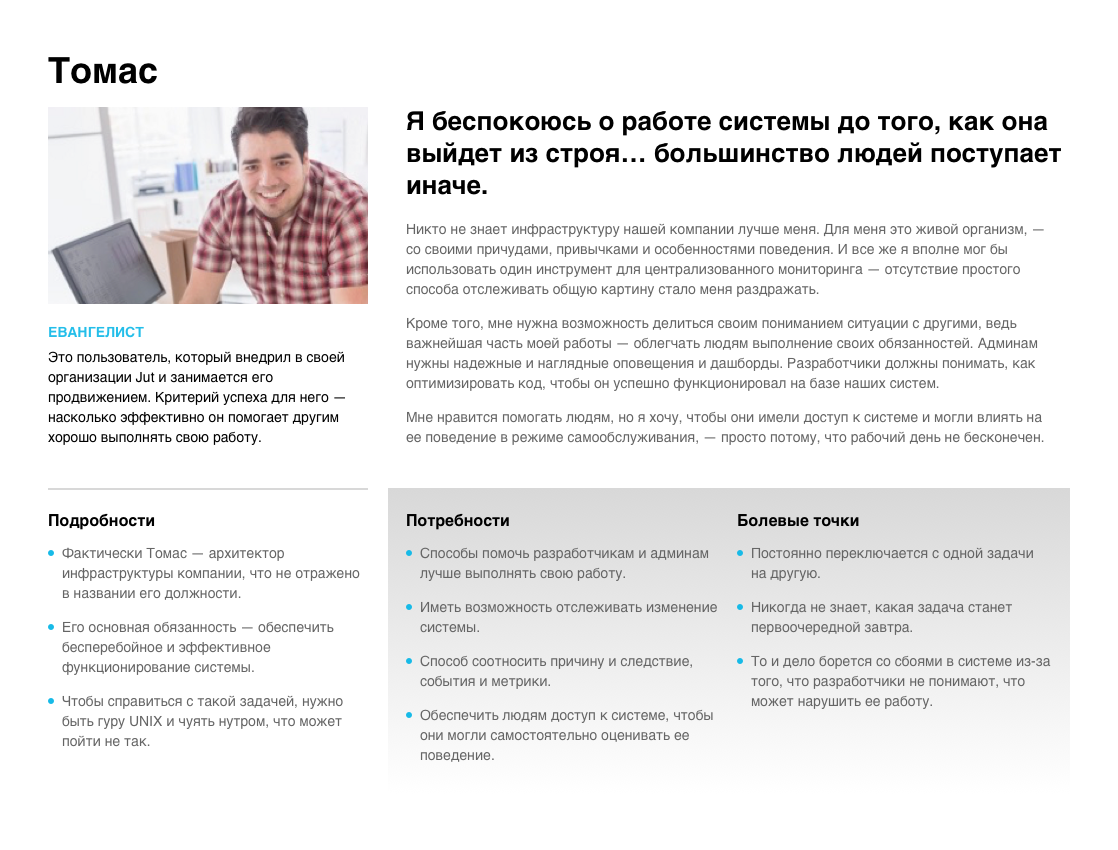 Томас
Я беспокоюсь о работе системы до того, как она
выйдет из строя… большинство людей поступает
иначе.
Никто не знает инфраструктуру нашей компании лучше меня. Для меня это живой организм, —
со своими причудами, привычками и особенностями поведения. И все же я вполне мог бы
использовать один инструмент для централизованного мониторинга — отсутствие простого
способа отслеживать общую картину стало меня раздражать.
Кроме того, мне нужна возможность делиться своим пониманием ситуации с другими, ведь
важнейшая часть моей работы — облегчать людям выполнение своих обязанностей. Админам
нужны надежные и наглядные оповещения и дашборды. Разработчики должны понимать, как
оптимизировать код, чтобы он успешно функционировал на базе наших систем.
Мне нравится помогать людям, но я хочу, чтобы они имели доступ к системе и могли влиять на
ее поведение в режиме самообслуживания, — просто потому, что рабочий день не бесконечен.
ЕВАНГЕЛИСТ
Это пользователь, который внедрил в своей
организации Jut и занимается его
продвижением. Критерий успеха для него —
насколько эффективно он помогает другим
хорошо выполнять свою работу.
Подробности
Фактически Томас — архитектор
инфраструктуры компании, что не отражено
в названии его должности.
Его основная обязанность — обеспечить
бесперебойное и эффективное
функционирование системы.
Чтобы справиться с такой задачей, нужно
быть гуру UNIX и чуять нутром, что может
пойти не так.
Потребности
Способы помочь разработчикам и админам
лучше выполнять свою работу.
Иметь возможность отслеживать изменение
системы.
Способ соотносить причину и следствие,
события и метрики.
Обеспечить людям доступ к системе, чтобы
они могли самостоятельно оценивать ее
поведение.
Болевые точки
Постоянно переключается с одной задачи
на другую.
Никогда не знает, какая задача станет
первоочередной завтра.
То и дело борется со сбоями в системе из-за
того, что разработчики не понимают, что
может нарушить ее работу.